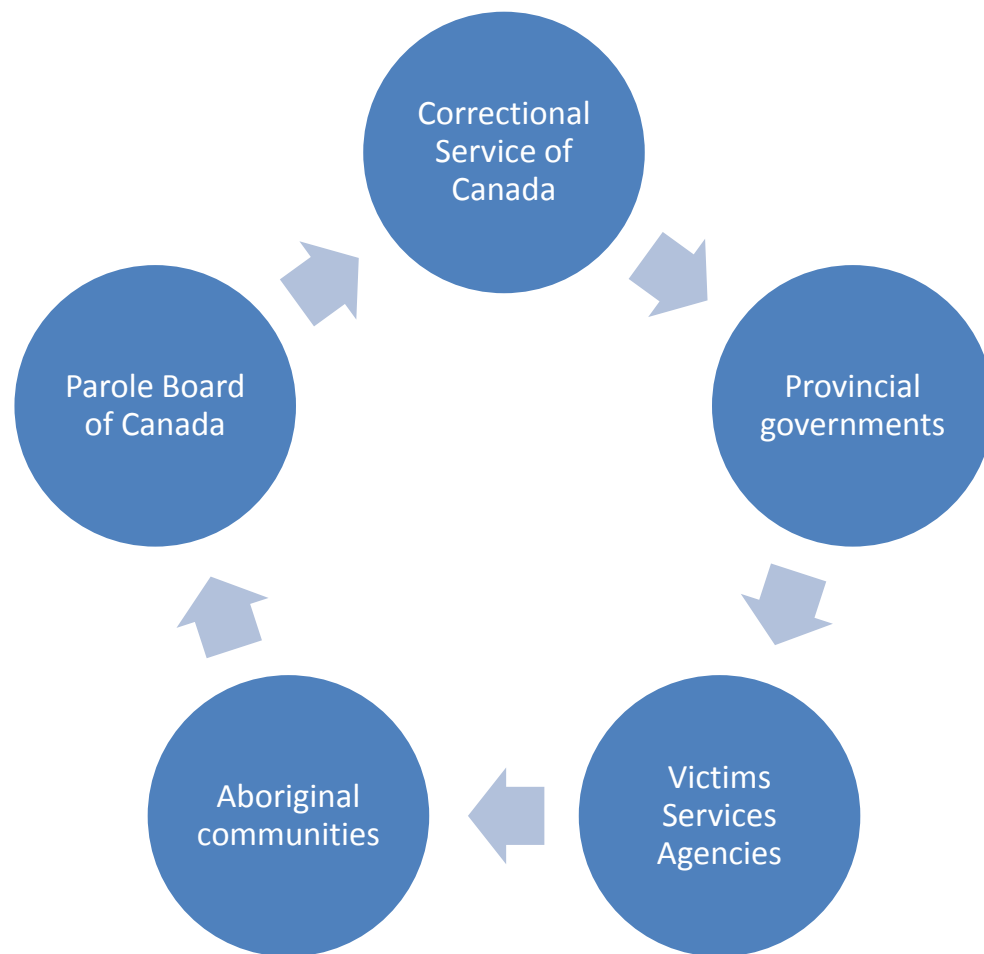 Correctional
Service of
Canada
Provincial
governments
Victims
Services
Agencies
Aboriginal
communities
Parole Board
of Canada